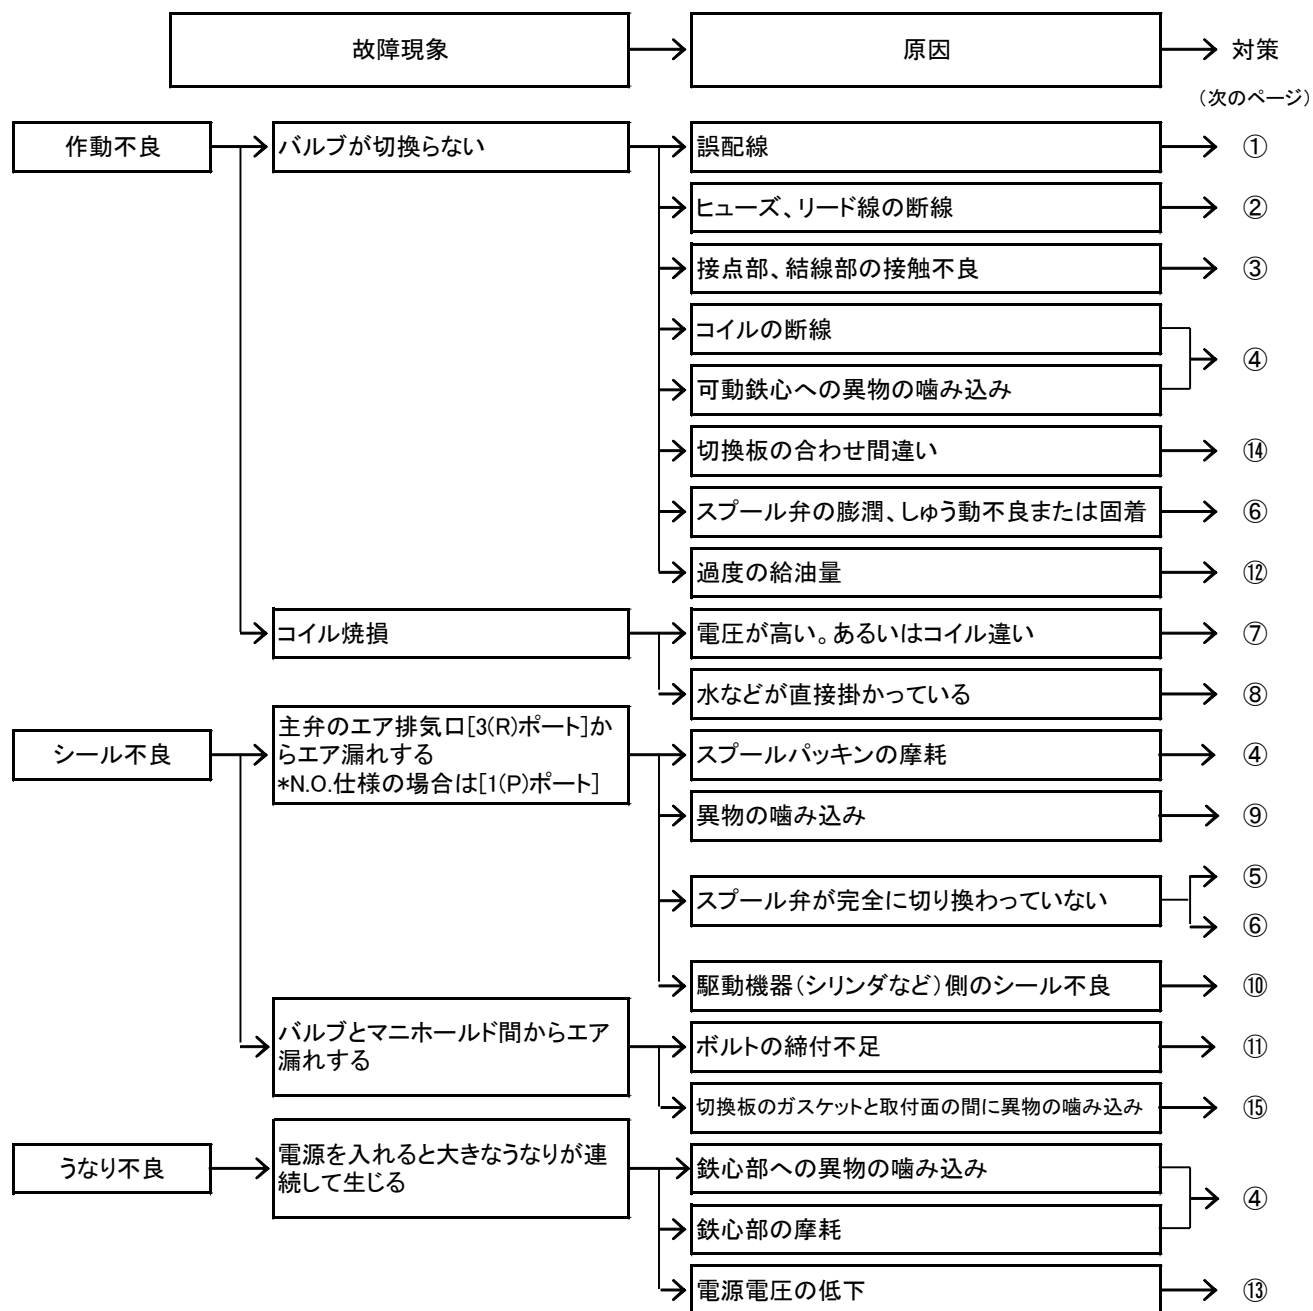 故障現象
原因
対策
(次のページ)
作動不良
バルブが切換らない
誤配線
①
ヒューズ、リード線の断線
②
接点部、結線部の接触不良
③
コイルの断線
可動鉄心への異物の噛み込み
④
切換板の合わせ間違い
⑭
スプール弁の膨潤、しゅう動不良または固着
⑥
過度の給油量
⑫
コイル焼損
電圧が高い。あるいはコイル違い
⑦
水などが直接掛かっている
⑧
シール不良
主弁のエア排気口[3(R)ポート]か
らエア漏れする
*N.O.仕様の場合は[1(P)ポート]
スプールパッキンの摩耗
④
異物の噛み込み
⑨
スプール弁が完全に切り換わっていない
⑤
⑥
駆動機器(シリンダなど)側のシール不良
⑩
バルブとマニホールド間からエア
漏れする
ボルトの締付不足
⑪
切換板のガスケットと取付面の間に異物の噛み込み
⑮
うなり不良
電源を入れると大きなうなりが連
続して生じる
鉄心部への異物の噛み込み
鉄心部の摩耗
④
電源電圧の低下
⑬